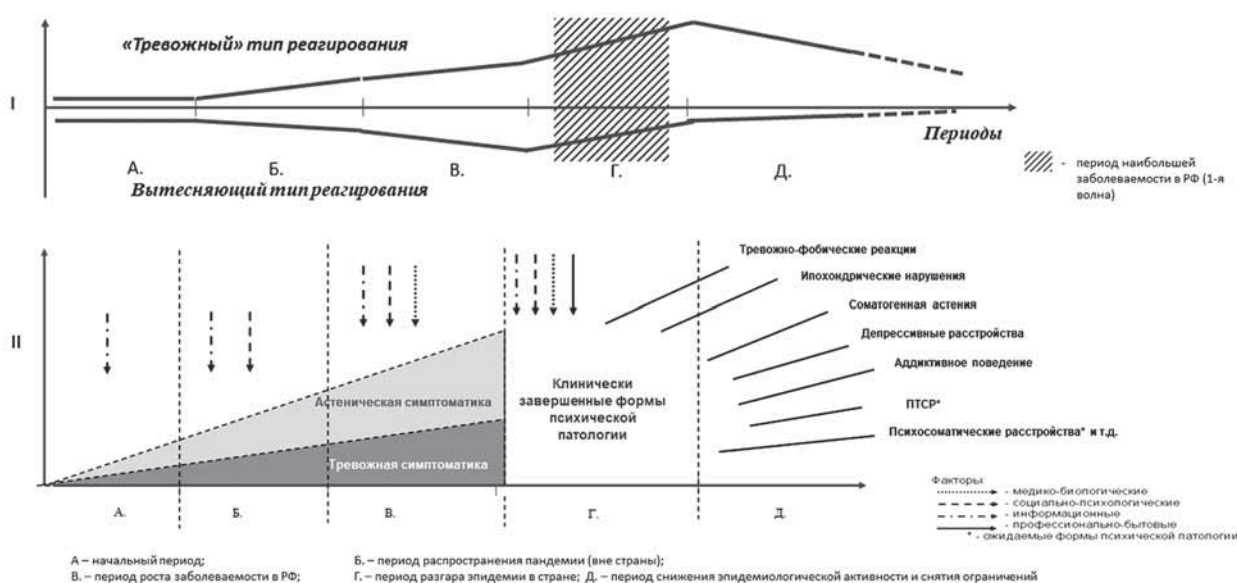 «Тревожный» тип реагирования
I
Периоды
А.
Б.
В.
Г.
Д.
Вытесняющий тип реагирования
- период наибольшей
заболеваемости в РФ (1-я
волна)
II
Тревожно-фобические реакции
Ипохондрические нарушения
Соматогенная астения
Депрессивные расстройства
Аддиктивное поведение
ПТСР*
Психосоматические расстройства* и т.д.
Клинически
завершенные формы
психической
патологии
Астеническая симптоматика
Тревожная симптоматика
А.
Б.
В.
Г.
Д.
Факторы:
- медико-биологические
- социально-психологические
- информационные
- профессионально-бытовые
* - ожидаемые формы психической патологии
А – начальный период;
Б. – период распространения пандемии (вне страны);
В. – период роста заболеваемости в РФ;
Г. – период разгара эпидемии в стране; Д. – период снижения эпидемиологической активности и снятия ограничений